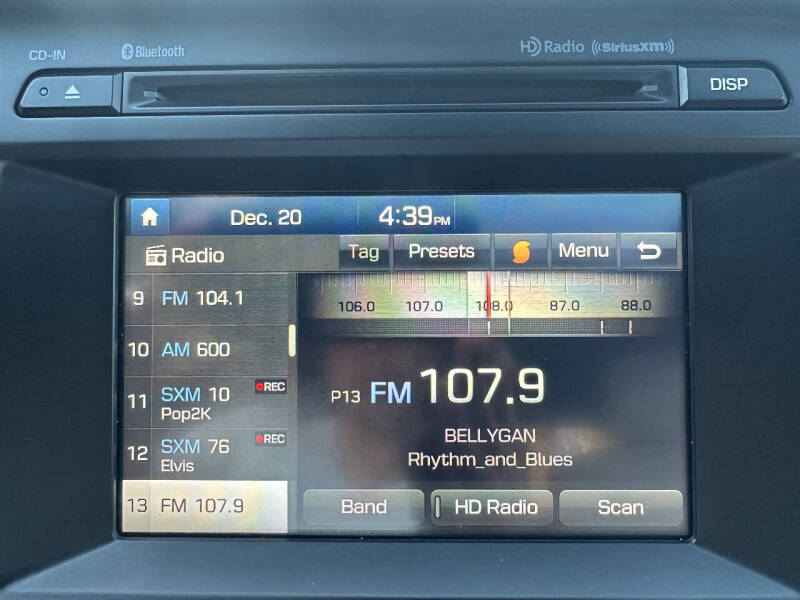 CD-IN
Bluetooth
HD Radio ((SiriusXM))
DISP
Dec. 20 4:39PM
Radio Tag Presets Menu
9 FM 104.1
10 AM 600
11 SXM 10 REC
Pop2K
12 SXM 76 REC
Elvis
13 FM 107.9
106.0 107.0 108.0 87.0 88.0
P13 FM 107.9
BELLYGAN
Rhythm_and_Blues
Band HD Radio Scan